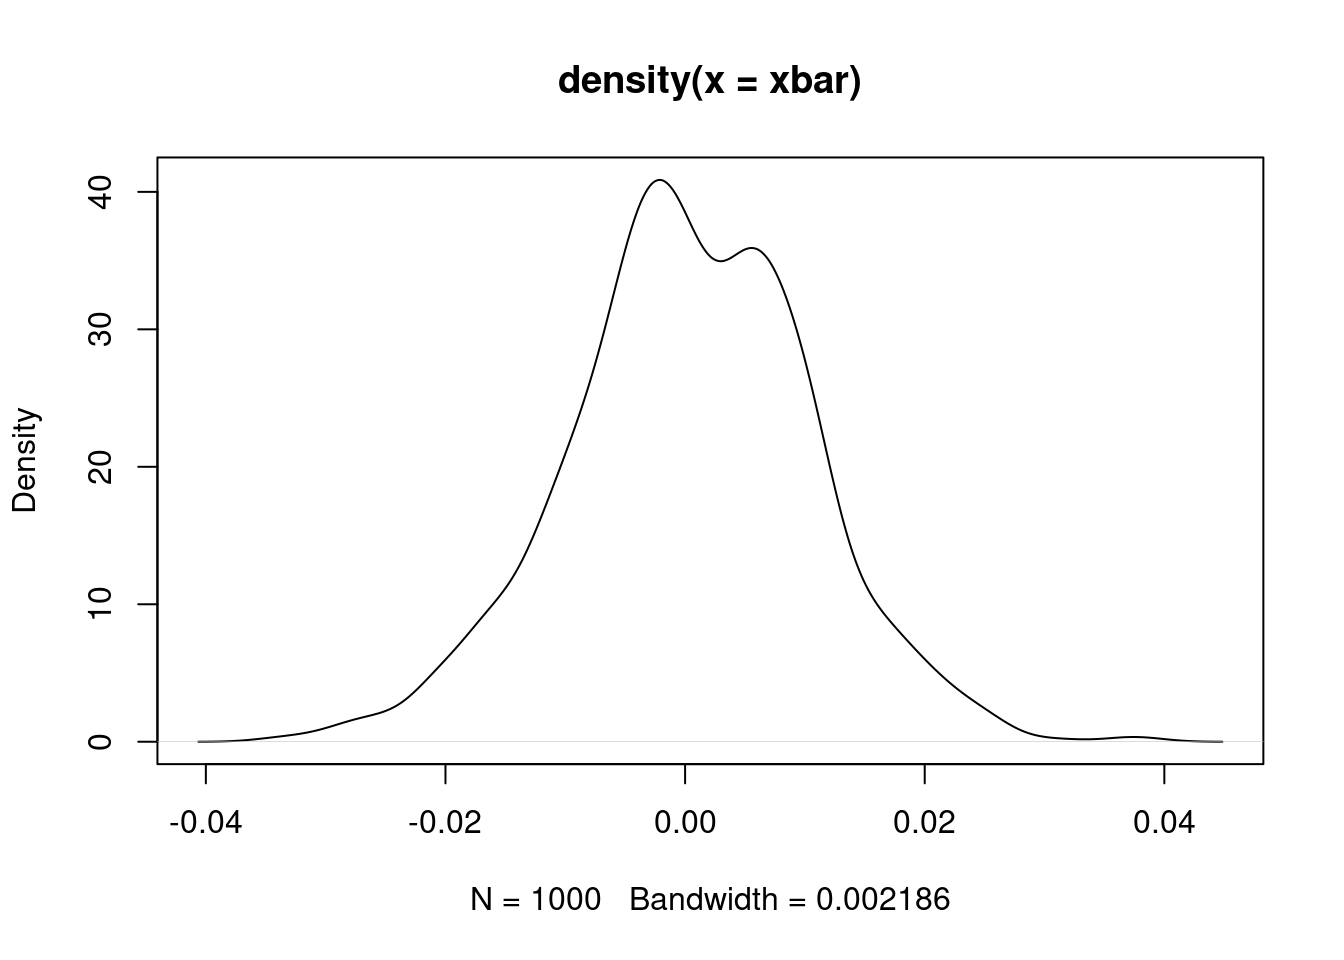 density(x = xbar)
Density
40
30
20
10
0
-0.04 -0.02 0.00 0.02 0.04
N = 1000 Bandwidth = 0.002186